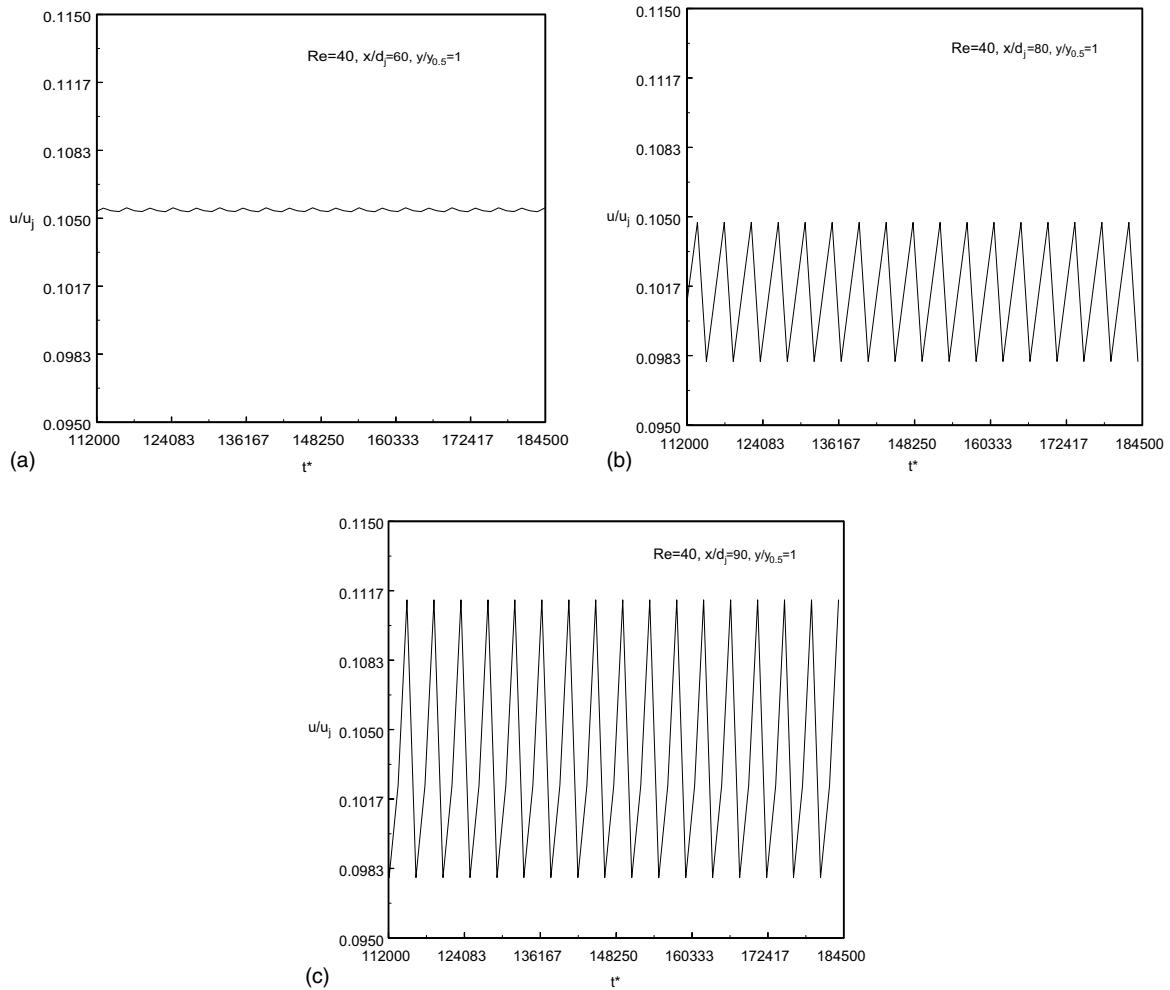 0.1150
Re=40, x/dj=60, y/y0.5=1
0.1117
0.1083
u/uj
0.1050
0.1017
0.0983
0.0950
112000 124083 136167 148250 160333 172417 184500
(a)
t*
0.1150
Re=40, x/dj=80, y/y0.5=1
0.1117
0.1083
u/uj
0.1050
0.1017
0.0983
0.0950
112000 124083 136167 148250 160333 172417 184500
(b)
t*
0.1150
Re=40, x/dj=90, y/y0.5=1
0.1117
0.1083
u/uj
0.1050
0.1017
0.0983
0.0950
112000 124083 136167 148250 160333 172417 184500
(c)
t*